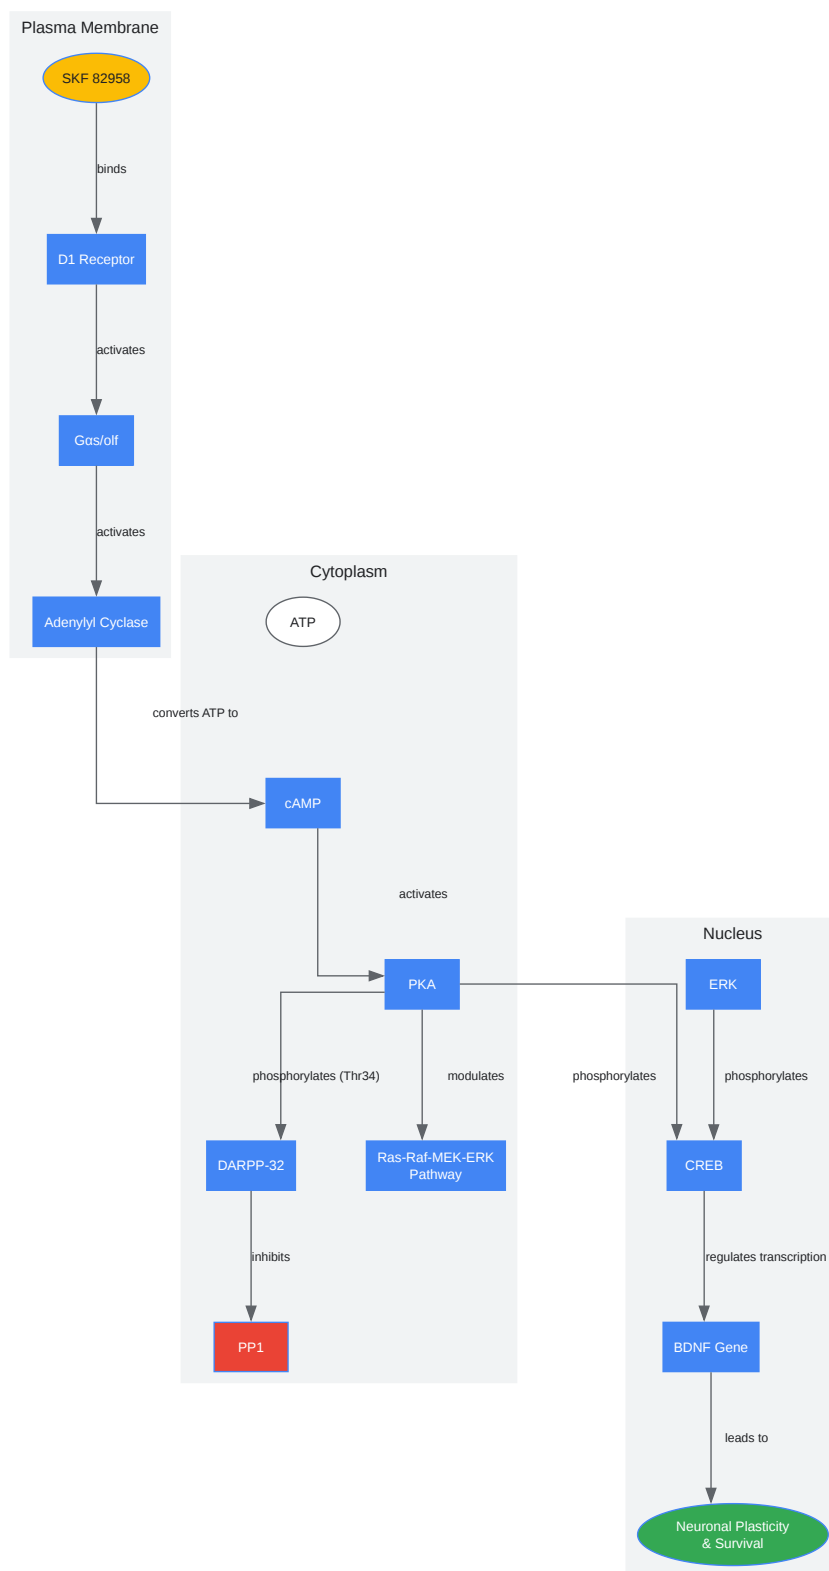 Plasma Membrane
SKF 82958
binds
D1 Receptor
activates
Gαs/olf
activates
Adenylyl Cyclase
Cytoplasm
ATP
converts ATP to
cAMP
activates
PKA
phosphorylates (Thr34)
modulates
phosphorylates
DARPP-32
Ras-Raf-MEK-ERK
Pathway
inhibits
PP1
Nucleus
ERK
phosphorylates
CREB
regulates transcription
BDNF Gene
leads to
Neuronal Plasticity
& Survival